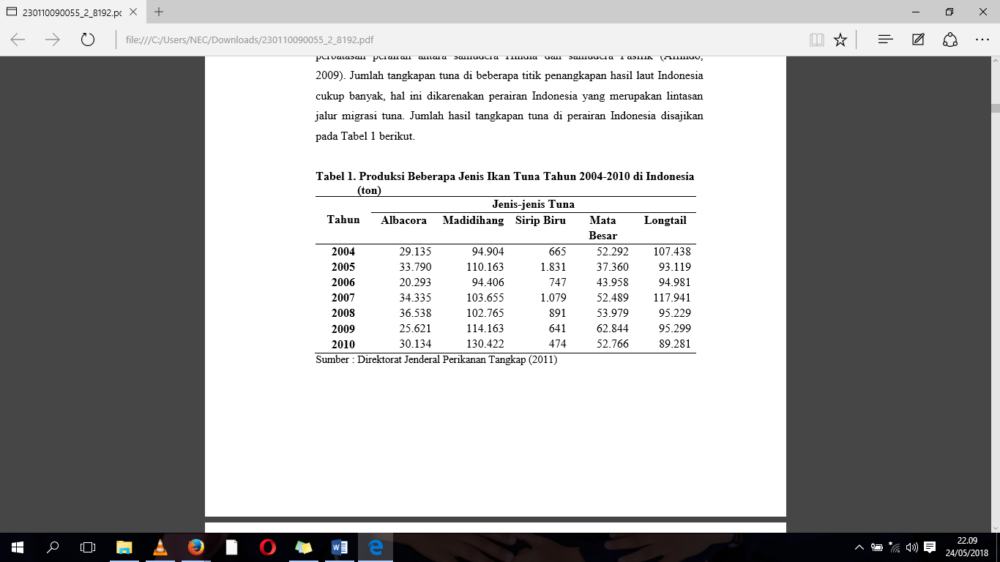 230110090055_2_8192.pc
file:///C:/Users/NEC/Downloads/230110090055_2_8192.pdf
perbatasan perairan antara samudera Hindia dan samudera Pasifik
2009). Jumlah tangkapan tuna di beberapa titik penangkapan hasil laut Indonesia
cukup banyak, hal ini dikarenakan perairan Indonesia yang merupakan lintasan
jalur migrasi tuna. Jumlah hasil tangkapan tuna di perairan Indonesia disajikan
pada Tabel 1 berikut.
Tabel 1. Produksi Beberapa Jenis Ikan Tuna Tahun 2004-2010 di Indonesia
(ton)
Jenis-jenis Tuna
Tahun Albacora Madidihang Sirip Biru Mata Longtail
Besar
2004 29.135 94.904 665 52.292 107.438
2005 33.790 110.163 1.831 37.360 93.119
2006 20.293 94.406 747 43.958 94.981
2007 34.335 103.655 1.079 52.489 117.941
2008 36.538 102.765 891 53.979 95.229
2009 25.621 114.163 641 62.844 95.299
2010 30.134 130.422 474 52.766 89.281
Sumber : Direktorat Jenderal Perikanan Tangkap (2011)
22.09
24/05/2018